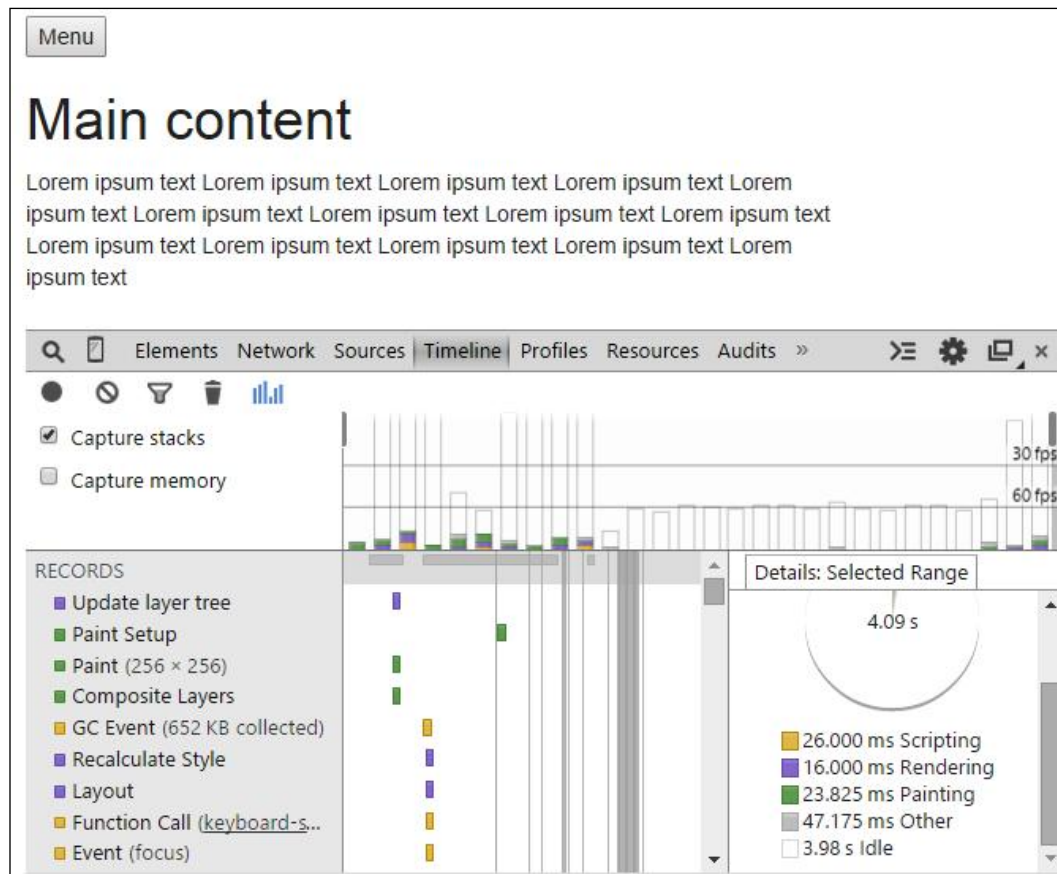 Menu
Main content
Lorem ipsum text Lorem ipsum text Lorem ipsum text Lorem ipsum text Lorem
ipsum text Lorem ipsum text Lorem ipsum text Lorem ipsum text Lorem ipsum text
Lorem ipsum text Lorem ipsum text Lorem ipsum text Lorem ipsum text Lorem
ipsum text
Elements Network Sources Timeline Profiles Resources Audits »
Capture stacks
Capture memory
30 fps
60 fps
RECORDS
Update layer tree
Paint Setup
Paint (256 × 256)
Composite Layers
GC Event (652 KB collected)
Recalculate Style
Layout
Function Call (keyboard-s...
Event (focus)
Details: Selected Range
4.09 s
26.000 ms Scripting
16.000 ms Rendering
23.825 ms Painting
47.175 ms Other
3.98 s Idle